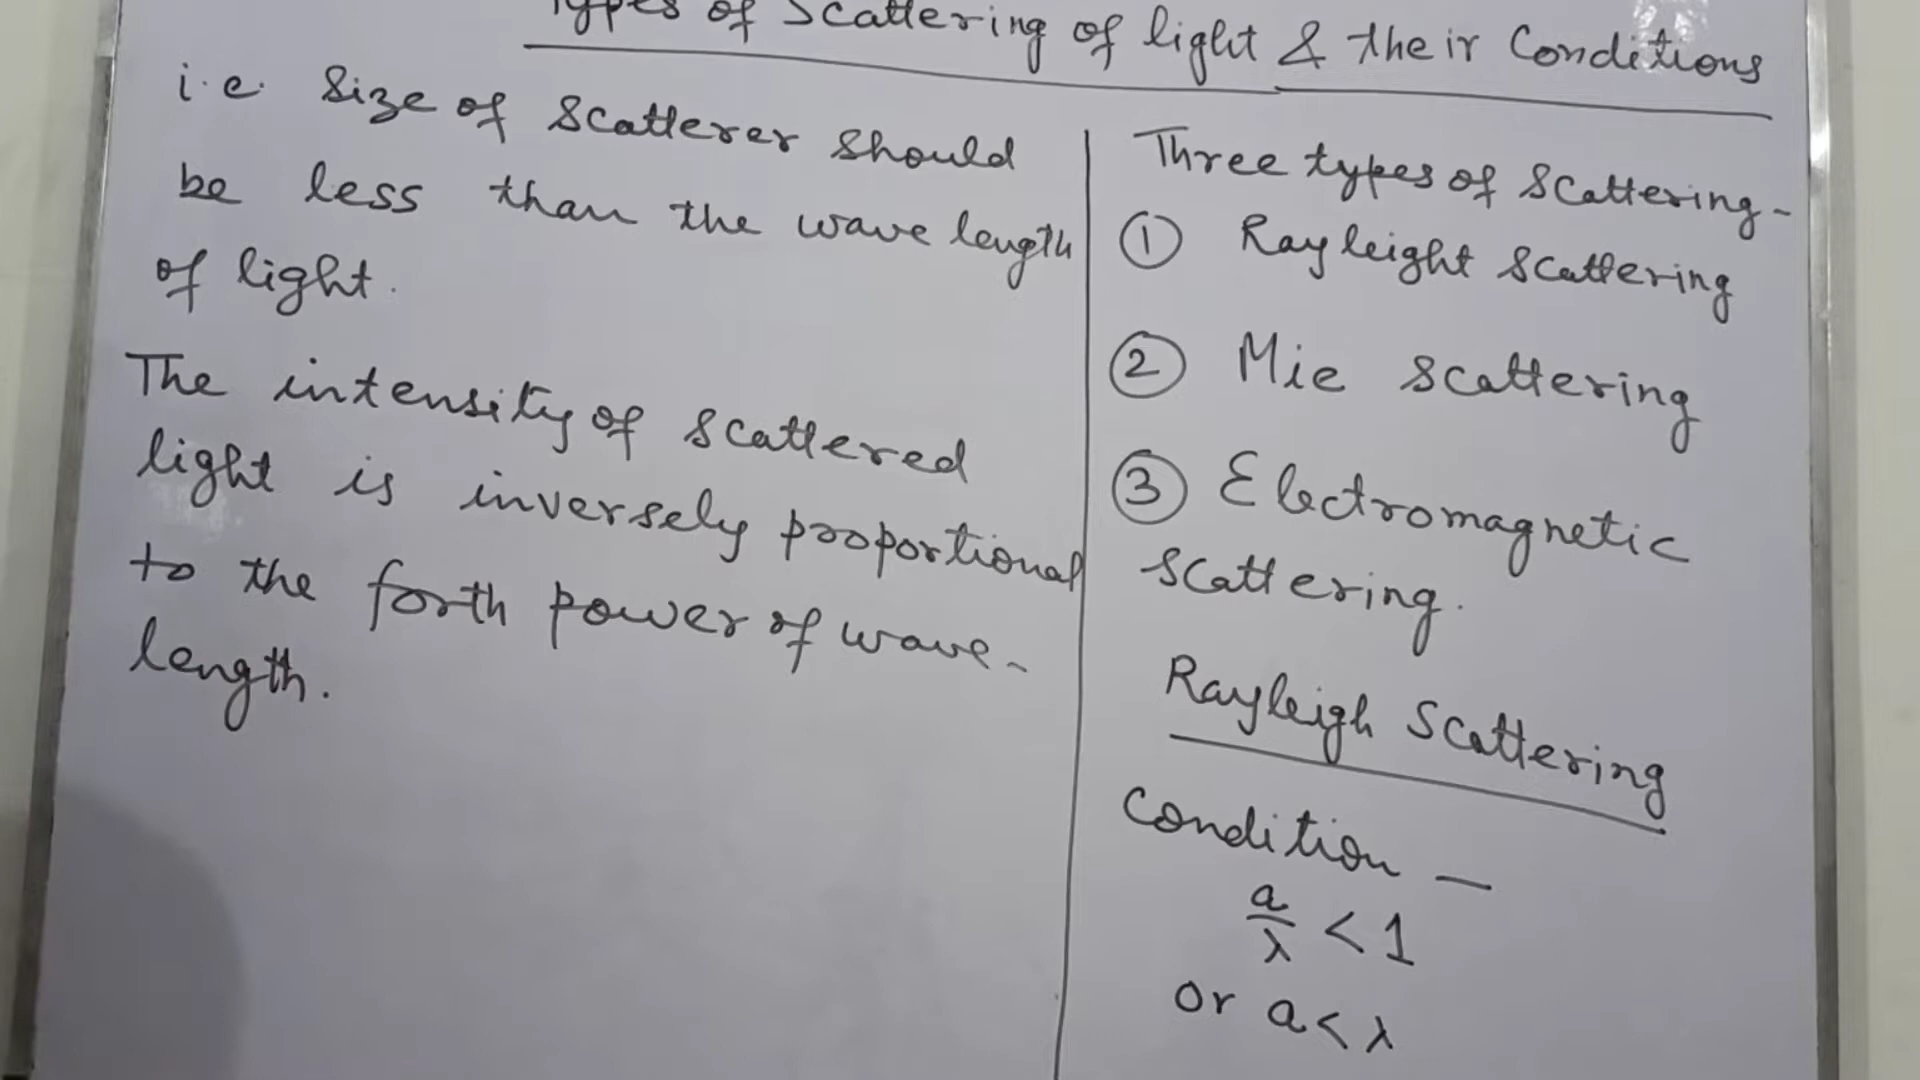 Types of Scattering of light & their Conditions
Three types of Scattering-
① Rayleight Scattering
② Mie Scattering
③ Electromagnetic
Scattering.
Rayleigh Scattering
Condition —
a/λ < 1
or a < λ
i.e. Size of Scatterer should
be less than the wave length
of light.
The intensity of scattered
light is inversely proportional
to the forth power of wave-
length.